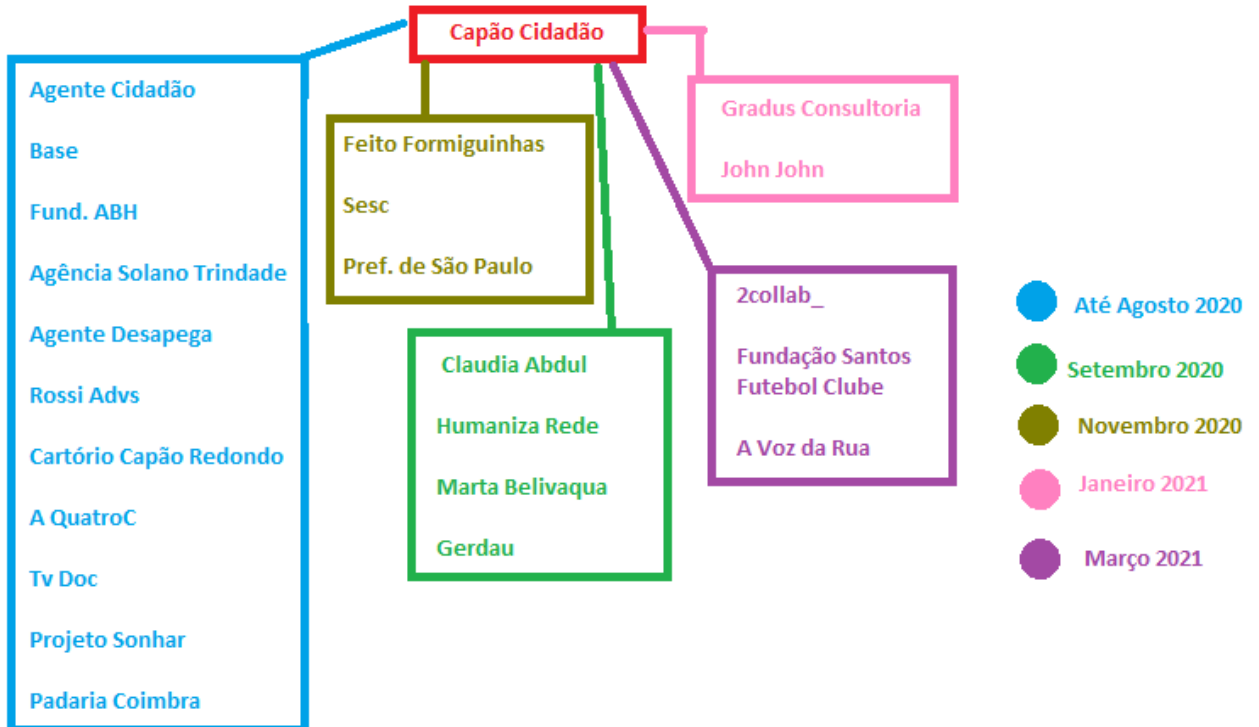 Capão Cidadão
Agente Cidadão
Base
Fund. ABH
Agência Solano Trindade
Agente Desapega
Rossi Advs
Cartório Capão Redondo
A QuatroC
Tv Doc
Projeto Sonhar
Padaria Coimbra
Feito Formiguinhas
Sesc
Pref. de São Paulo
Claudia Abdul
Humaniza Rede
Marta Belivaqua
Gerdau
Gradus Consultoria
John John
2collab_
Fundação Santos
Futebol Clube
A Voz da Rua
Até Agosto 2020
Setembro 2020
Novembro 2020
Janeiro 2021
Março 2021